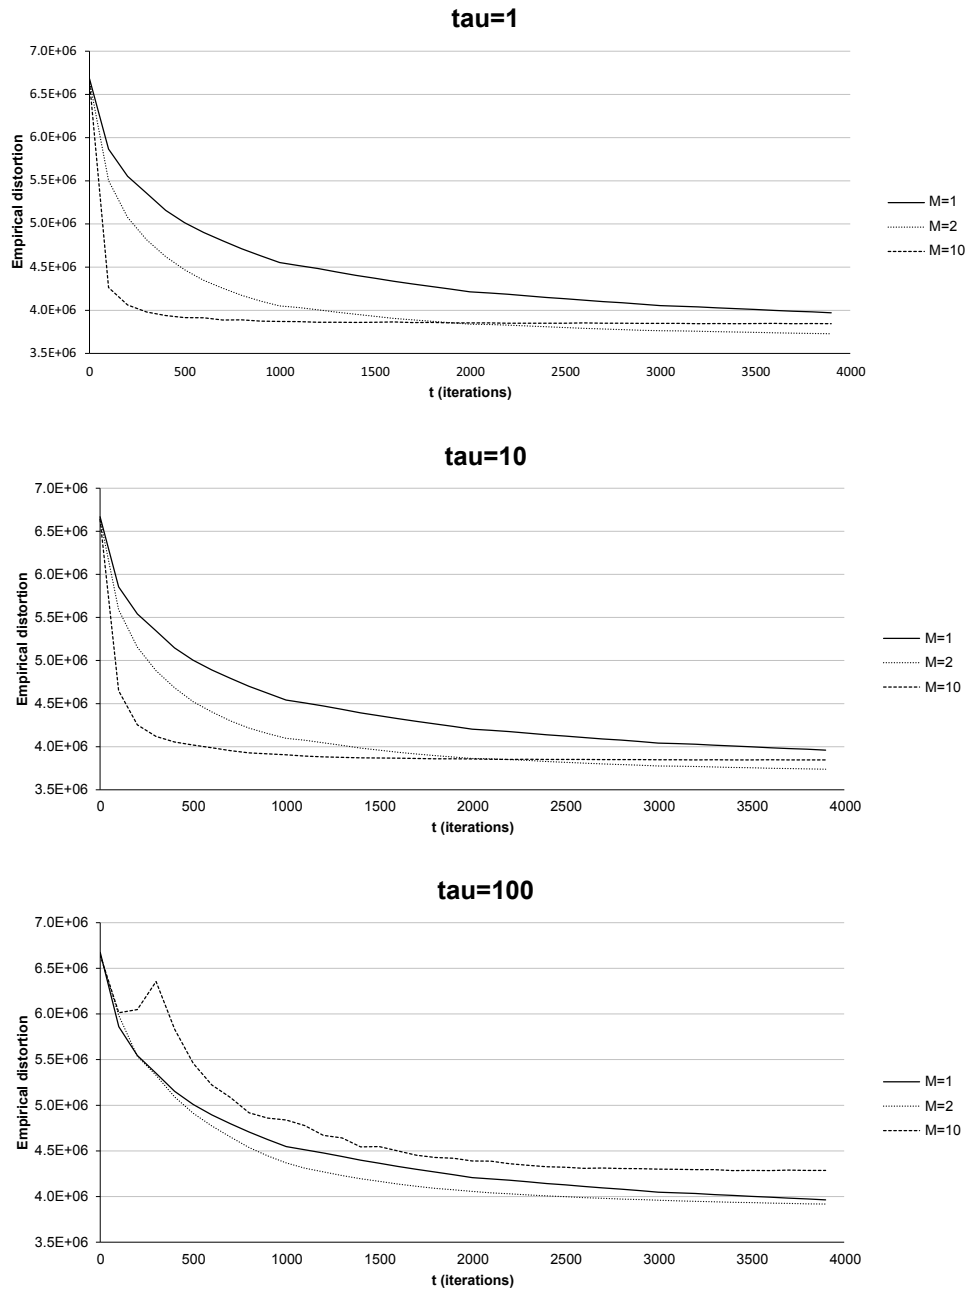 tau=1
7.0E+06
6.5E+06
6.0E+06
5.5E+06
5.0E+06
4.5E+06
4.0E+06
3.5E+06
Empirical distortion
0 500 1000 1500 2000 2500 3000 3500 4000
t (iterations)
M=1
M=2
M=10
tau=10
7.0E+06
6.5E+06
6.0E+06
5.5E+06
5.0E+06
4.5E+06
4.0E+06
3.5E+06
Empirical distortion
0 500 1000 1500 2000 2500 3000 3500 4000
t (iterations)
M=1
M=2
M=10
tau=100
7.0E+06
6.5E+06
6.0E+06
5.5E+06
5.0E+06
4.5E+06
4.0E+06
3.5E+06
Empirical distortion
0 500 1000 1500 2000 2500 3000 3500 4000
t (iterations)
M=1
M=2
M=10